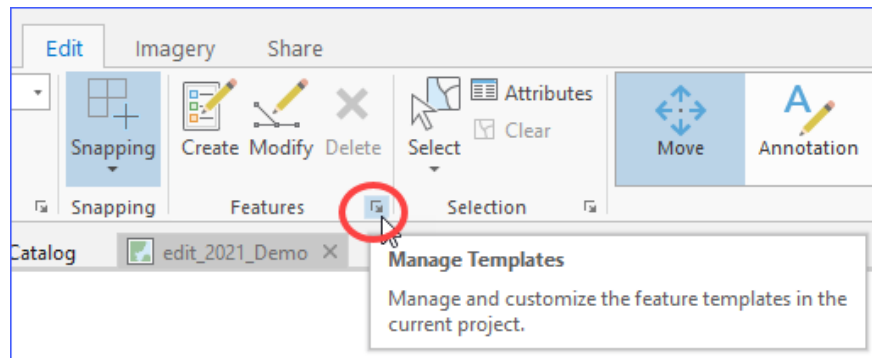 Edit Imagery Share
Attributes
Clear
Snapping Create Modify Delete Select Move Annotation
Snapping Features Selection
Catalog edit_2021_Demo
Manage Templates
Manage and customize the feature templates in the
current project.